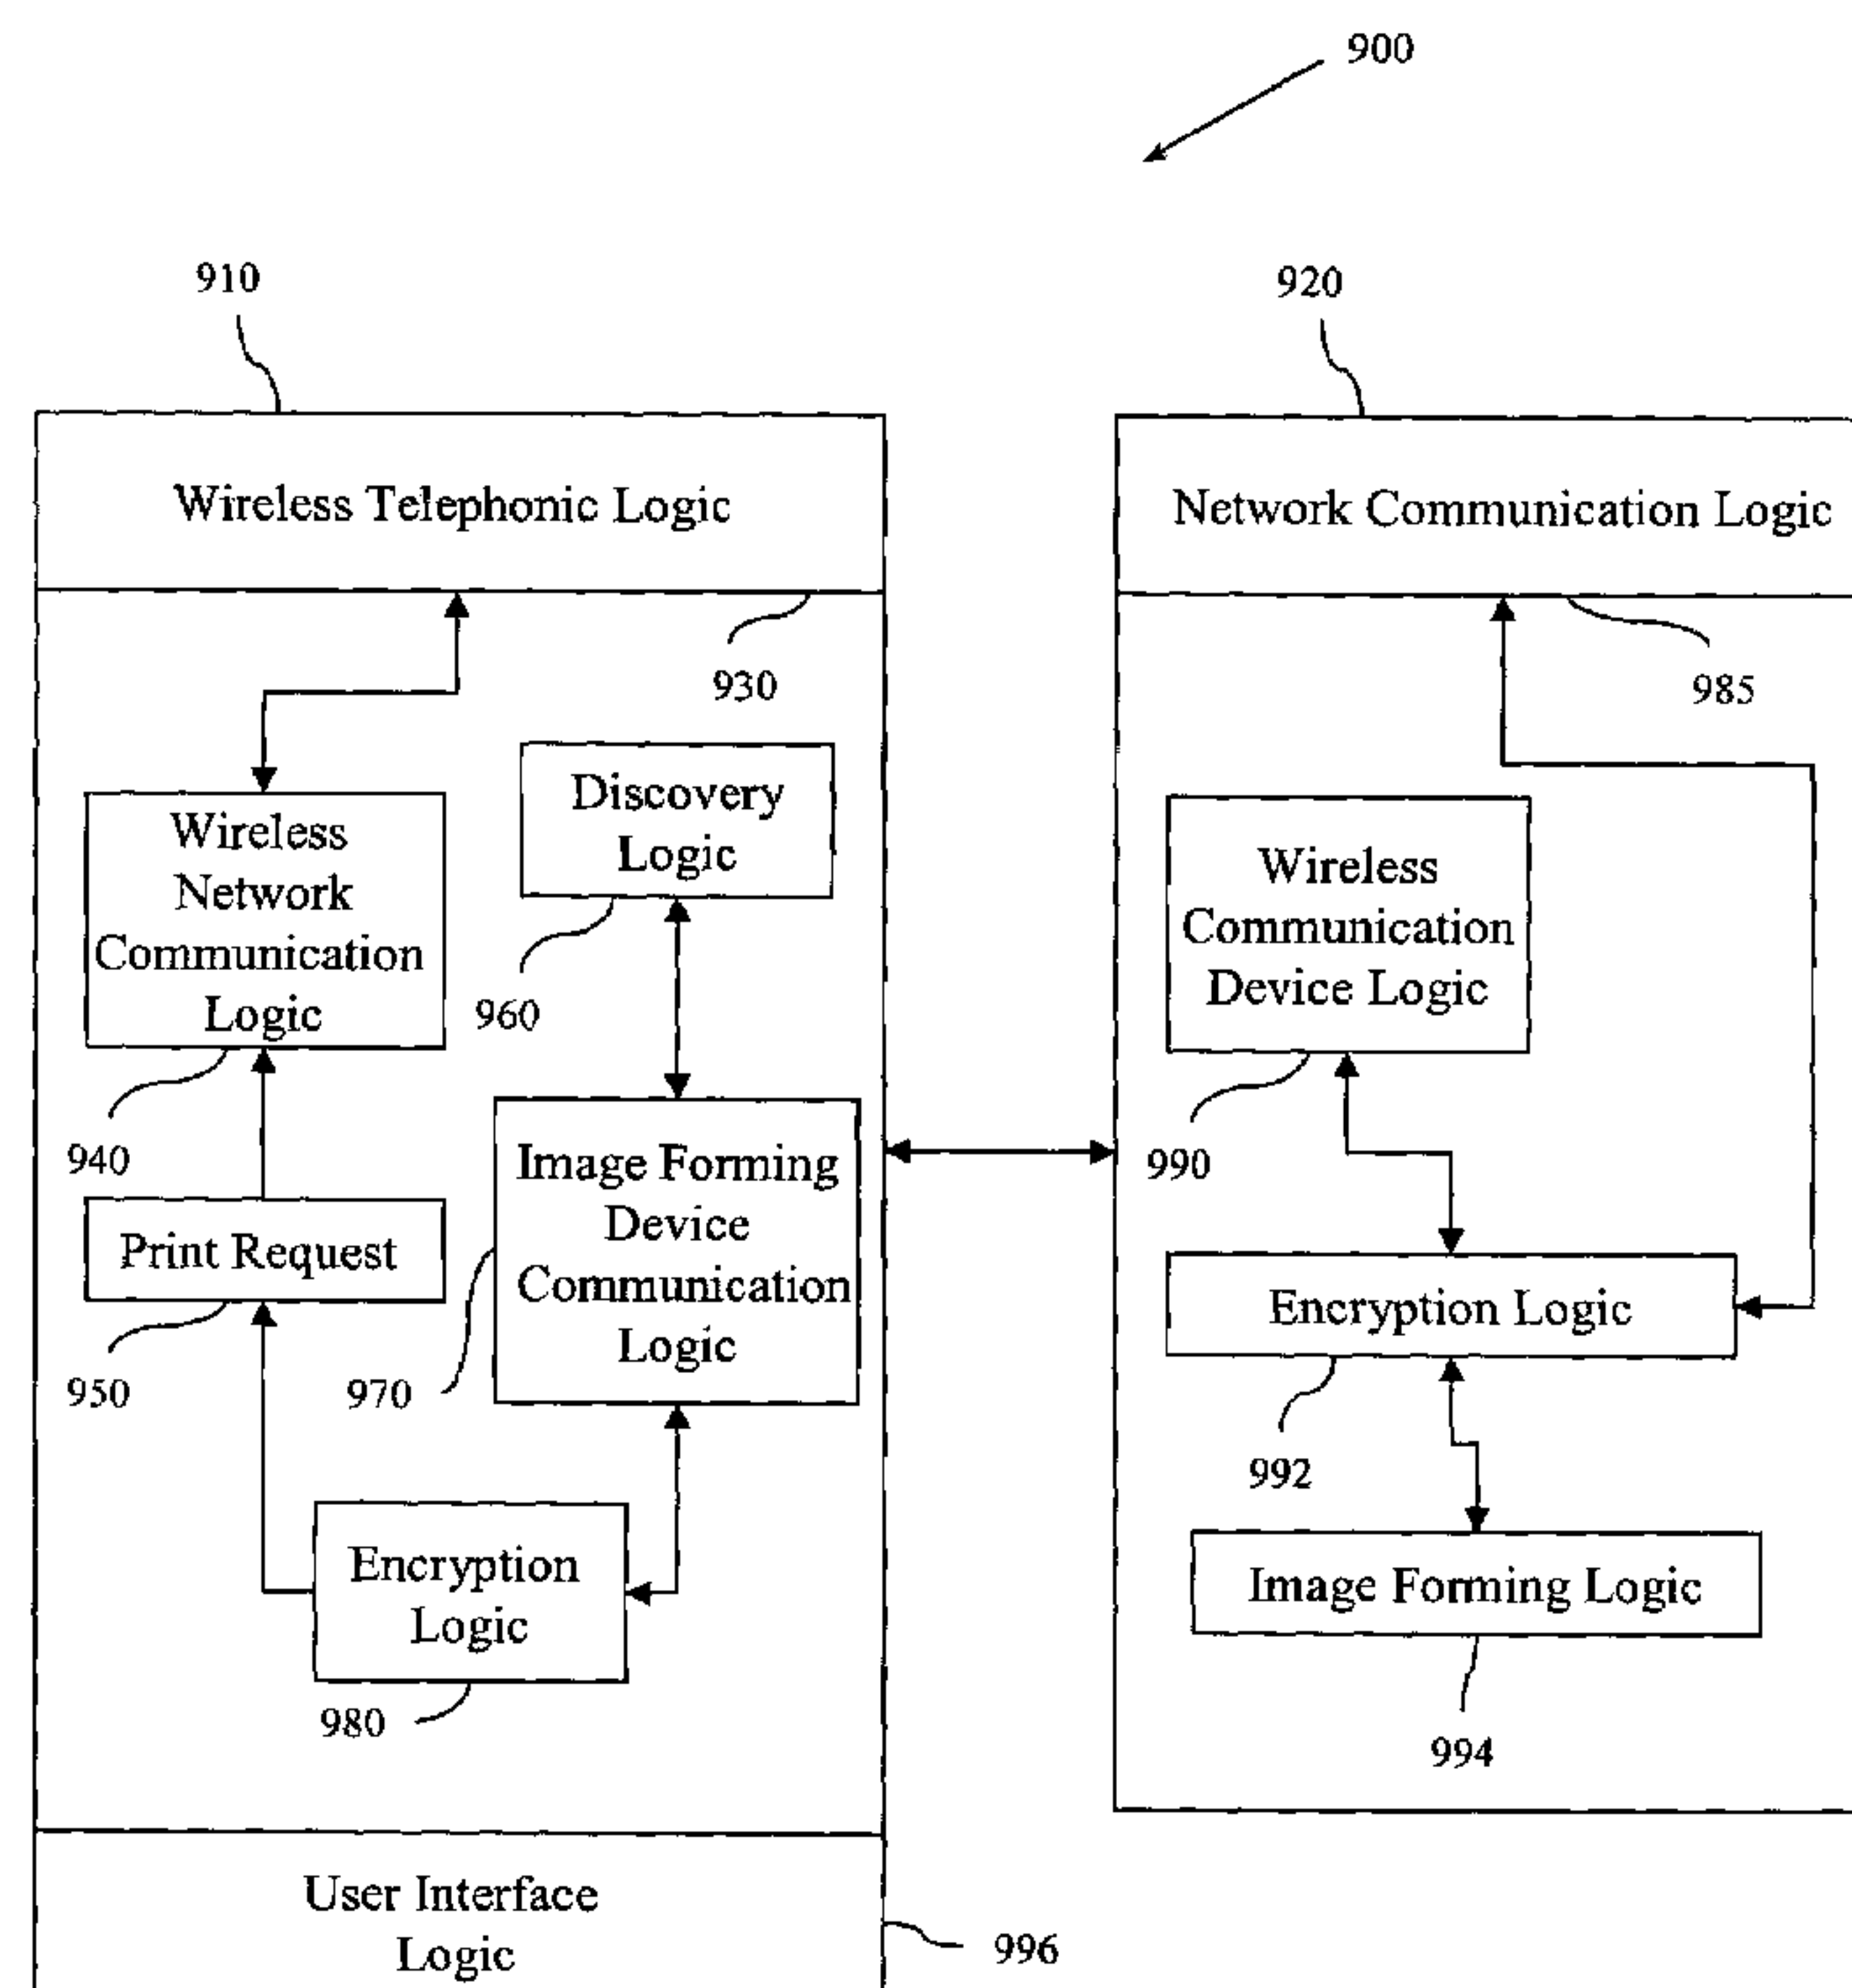 900
910
920
Wireless Telephonic Logic
Network Communication Logic
930
985
Wireless
Network
Communication
Logic
Discovery
Logic
Wireless
Communication
Device Logic
960
940
990
Image Forming
Device
Communication
Logic
Print Request
Encryption Logic
950
970
992
Encryption
Logic
Image Forming Logic
980
994
User Interface
Logic
996